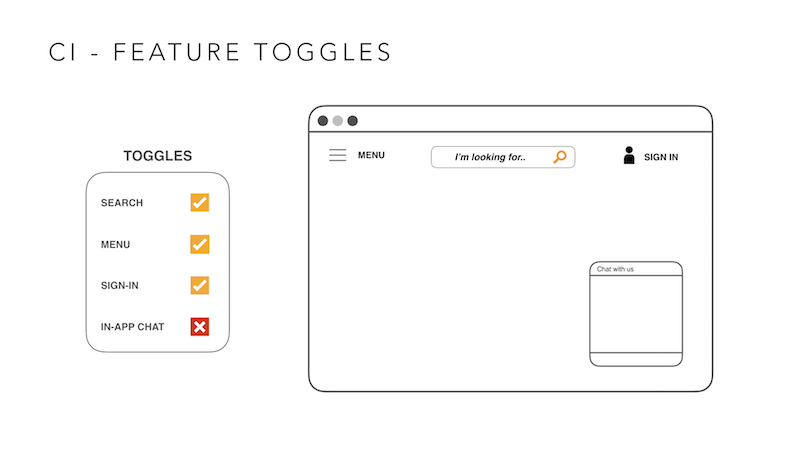 CI - FEATURE TOGGLES
TOGGLES
SEARCH
MENU
SIGN-IN
IN-APP CHAT
MENU
I'm looking for..
SIGN IN
Chat with us